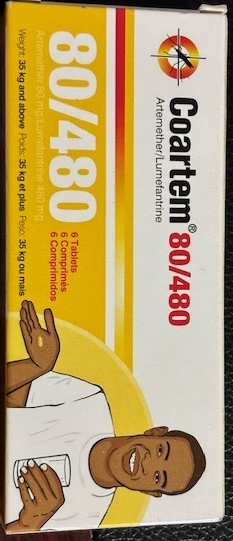 Coartem® 80/480
Artemether/Lumefantrine
6 Tablets
6 Comprimés
6 Comprimidos
80/480
Artemether 80 mg/Lumefantrine 480 mg
Weight: 35 kg and above Poids: 35 kg et plus Peso: 35 kg ou mais